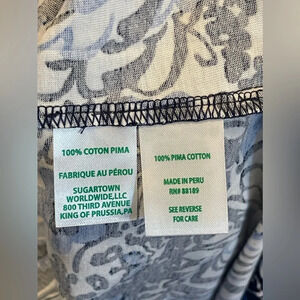 100% COTON PIMA
FABRIQUE AU PÉROU
SUGARTOWN
WORLDWIDE,LLC
800 THIRD AVENUE
KING OF PRUSSIA,PA
100% PIMA COTTON
MADE IN PERU
RN# 88189
SEE REVERSE
FOR CARE